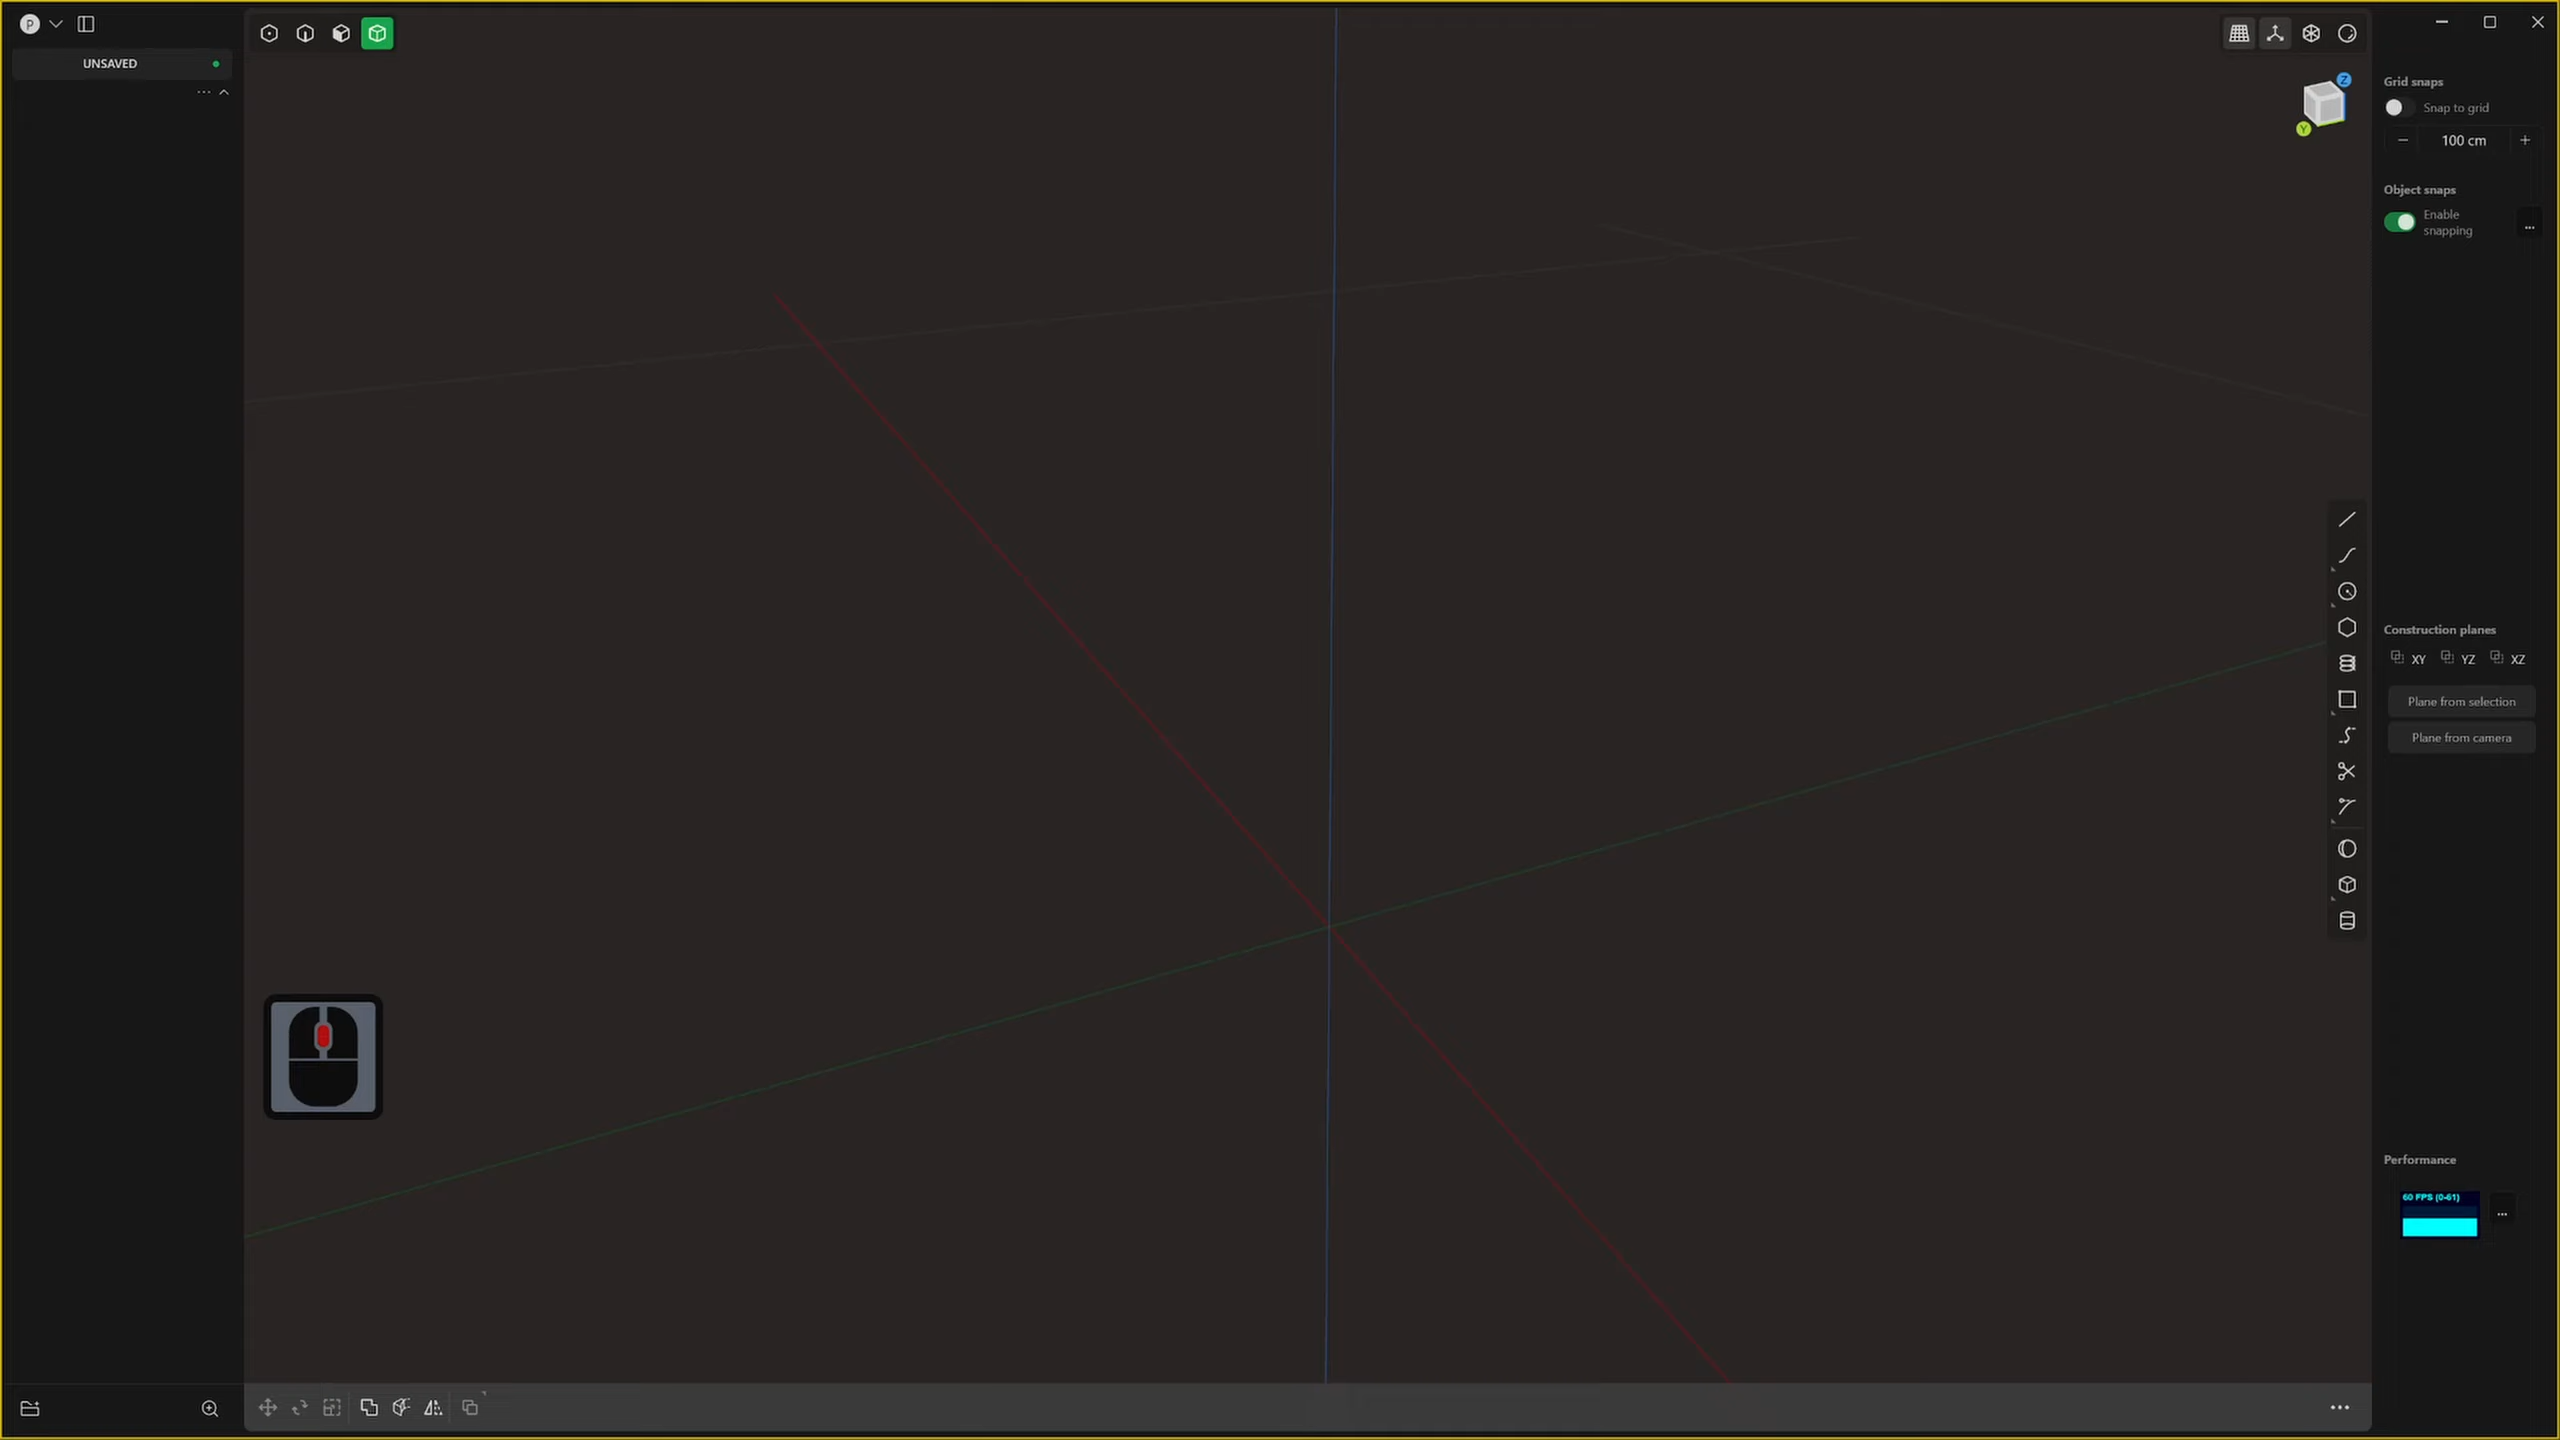 P
UNSAVED
Z
Y
Grid snaps
Snap to grid
100 cm
Object snaps
Enable
snapping
Construction planes
XY YZ XZ
Plane from selection
Plane from camera
Performance
60 FPS (0-61)